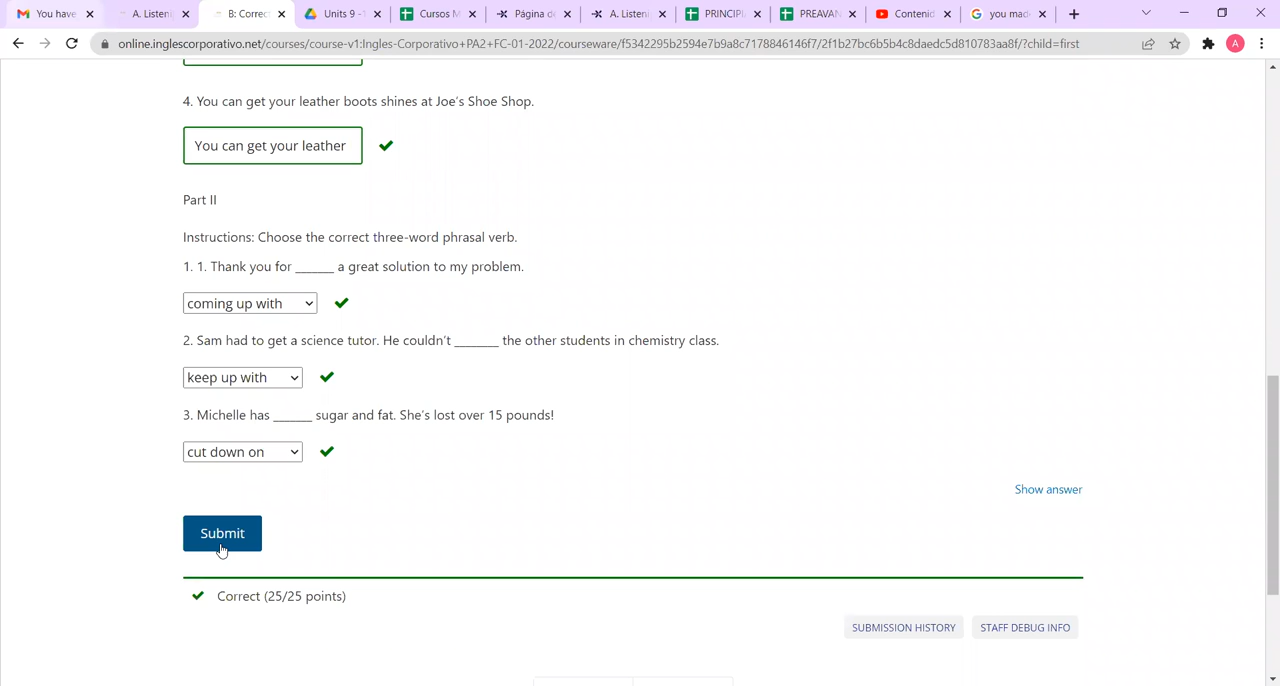 You have
A. Listenin
B: Correc
Units 9 -1
Cursos M
Página de
A. Listeni
PRINCIPI
PREAVAN
Contenid
you mad
online.inglescorporativo.net/courses/course-v1:Ingles-Corporativo+PA2+FC-01-2022/courseware/f5342295b2594e7b9a8c7178846146f7/2f1b27bc6b5b4c8daedc5d810783aa8f/?child=first
A
4. You can get your leather boots shines at Joe's Shoe Shop.
You can get your leather
Part II
Instructions: Choose the correct three-word phrasal verb.
1. 1. Thank you for ______ a great solution to my problem.
coming up with
2. Sam had to get a science tutor. He couldn't _______ the other students in chemistry class.
keep up with
3. Michelle has ______ sugar and fat. She's lost over 15 pounds!
cut down on
Show answer
Submit
Correct (25/25 points)
SUBMISSION HISTORY
STAFF DEBUG INFO